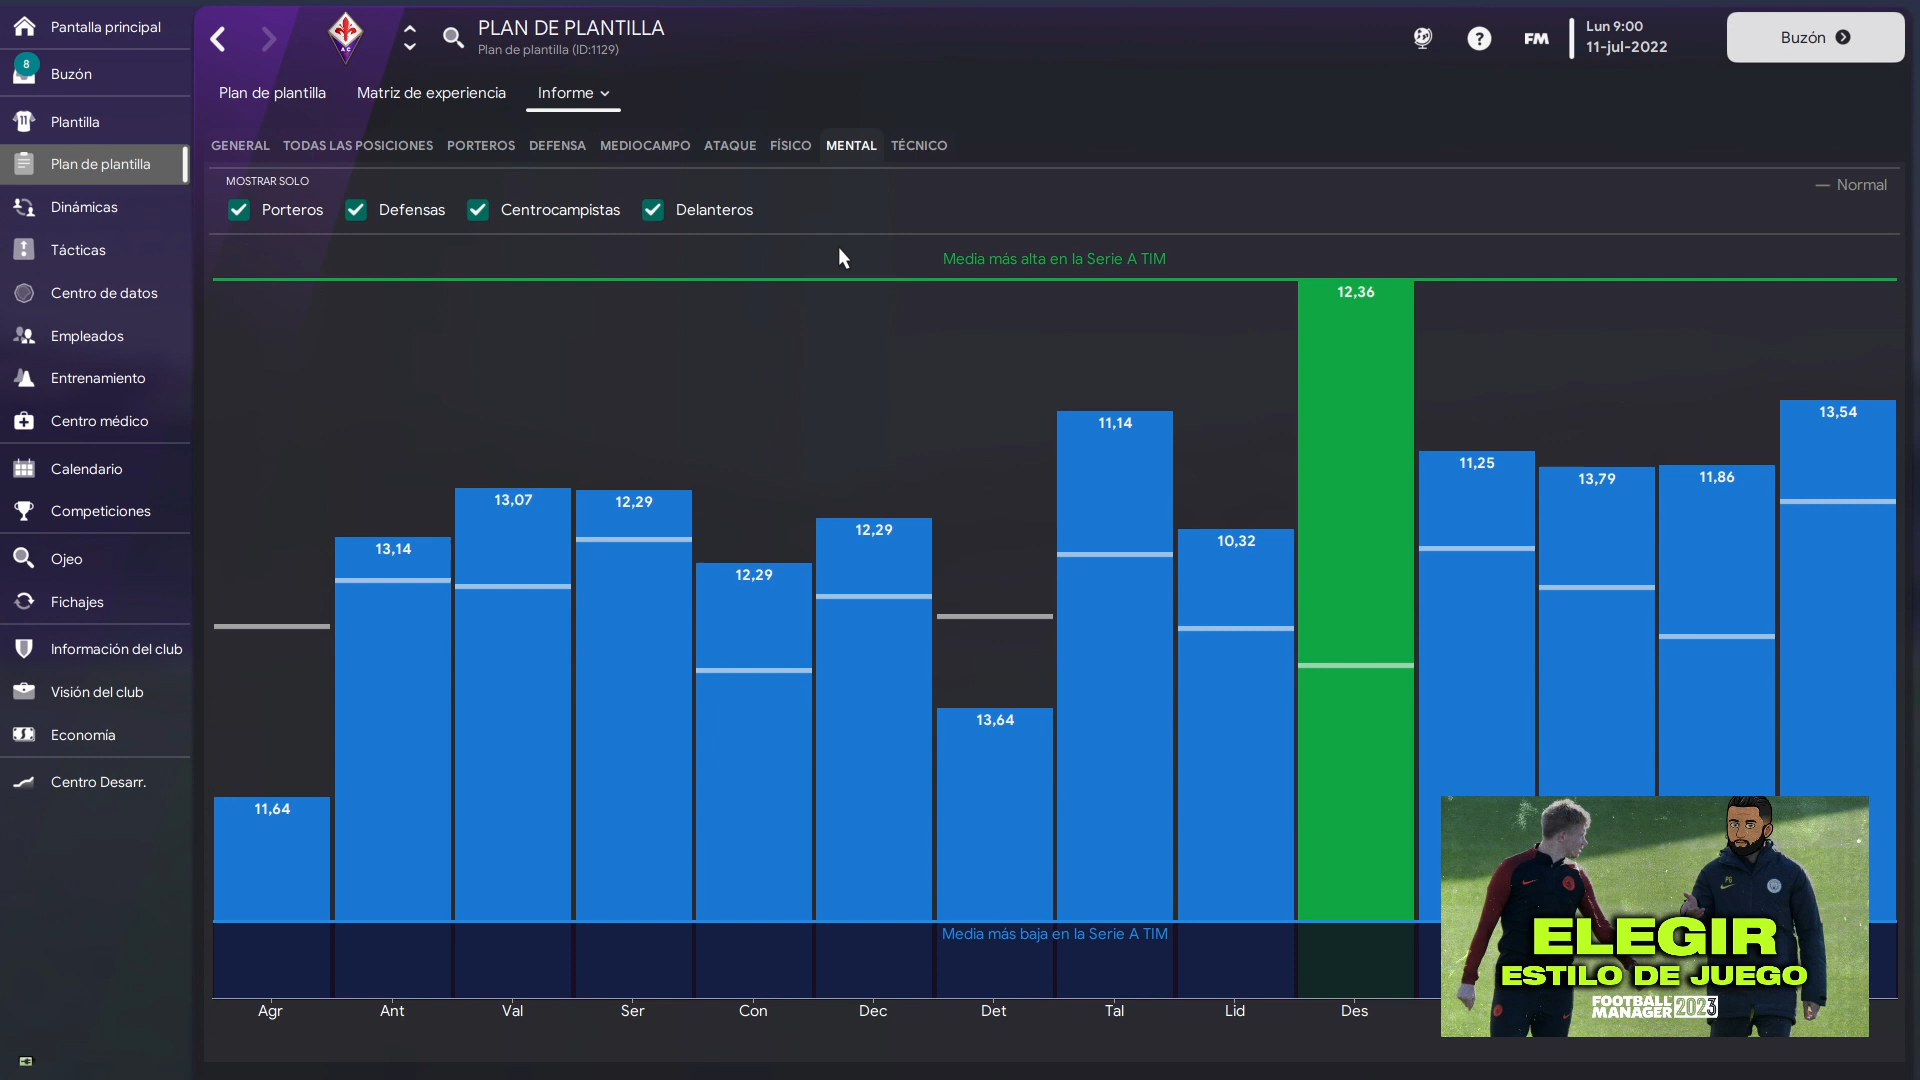 Pantalla principal
8
Buzón
11
Plantilla
Plan de plantilla
Dinámicas
Tácticas
Centro de datos
Empleados
Entrenamiento
Centro médico
Calendario
Competiciones
Ojeo
Fichajes
Información del club
Visión del club
Economía
Centro Desarr.
AC
PLAN DE PLANTILLA
Plan de plantilla (ID:1129)
?
FM
Lun 9:00
11-jul-2022
Buzón
Plan de plantilla
Matriz de experiencia
Informe
GENERAL TODAS LAS POSICIONES PORTEROS DEFENSA MEDIOCAMPO ATAQUE FÍSICO MENTAL TÉCNICO
MOSTRAR SOLO
Normal
Porteros Defensas Centrocampistas Delanteros
Media más alta en la Serie A TIM
11,64
13,14
13,07
12,29
12,29
12,29
13,64
11,14
10,32
12,36
11,25
13,79
11,86
13,54
Media más baja en la Serie A TIM
Agr Ant Val Ser Con Dec Det Tal Lid Des
PG
ELEGIR
ESTILO DE JUEGO
FOOTBALL
MANAGER 2023